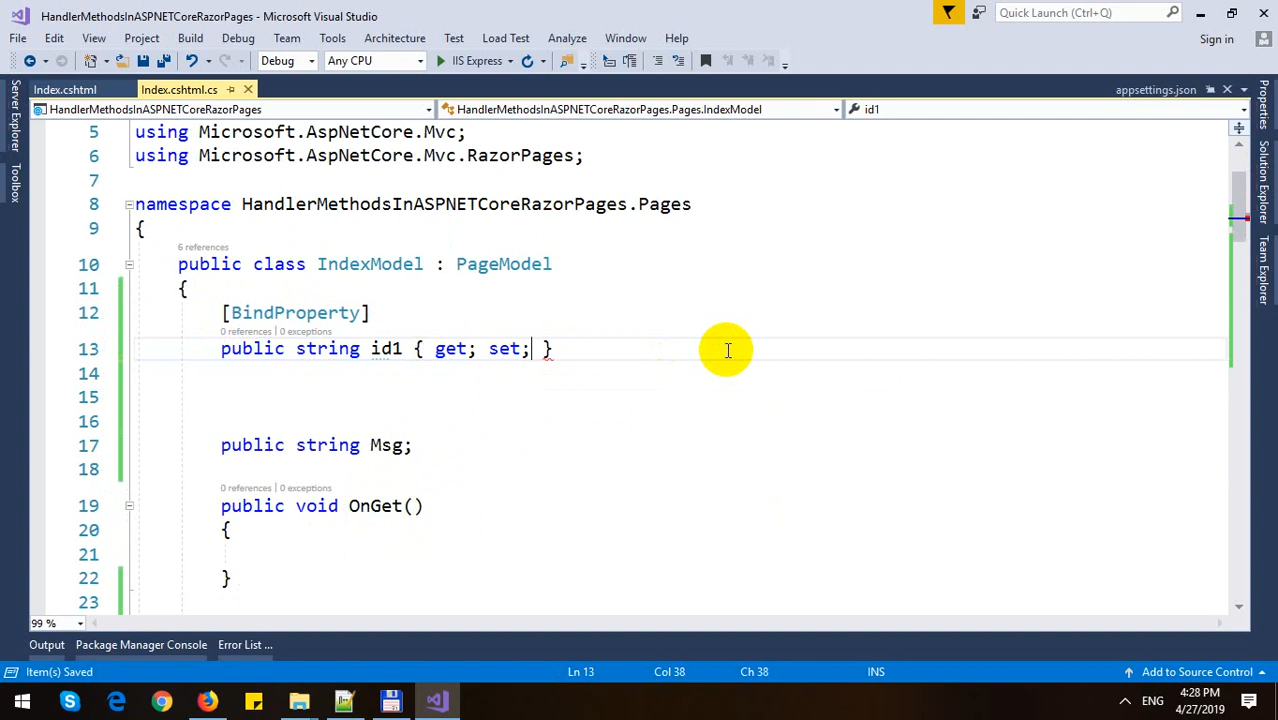 HandlerMethodsInASPNETCoreRazorPages - Microsoft Visual Studio
Quick Launch (Ctrl+Q)
File Edit View Project Build Debug Team Tools Architecture Test Load Test Analyze Window Help
Sign in
Debug Any CPU IIS Express
Index.cshtml Index.cshtml.cs appsettings.json
HandlerMethodsInASPNETCoreRazorPages HandlerMethodsInASPNETCoreRazorPages.Pages.IndexModel id1
Server Explorer
Toolbox
Properties
Solution Explorer
Team Explorer
5 using Microsoft.AspNetCore.Mvc;
6 using Microsoft.AspNetCore.Mvc.RazorPages;
7
8 namespace HandlerMethodsInASPNETCoreRazorPages.Pages
9 {
6 references
10 public class IndexModel : PageModel
11 {
12 [BindProperty]
0 references | 0 exceptions
13 public string id1 { get; set; }
14
15
16
17 public string Msg;
18
0 references | 0 exceptions
19 public void OnGet()
20 {
21
22 }
23
99 %
Output Package Manager Console Error List ...
Item(s) Saved Ln 13 Col 38 Ch 38 INS Add to Source Control
ENG
4:28 PM
4/27/2019